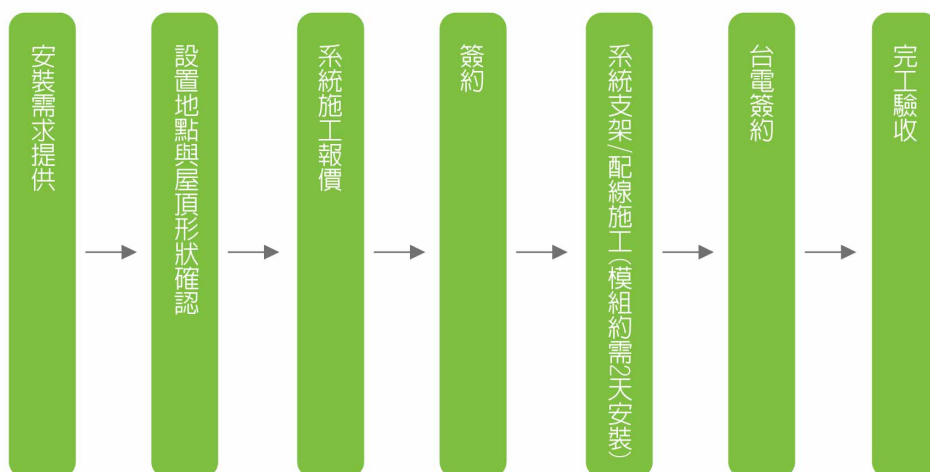 安裝需求提供
設置地點與屋頂形狀確認
系統施工報價
簽約
系統支架/配線施工(模組約需2天安裝)
台電簽約
完工驗收